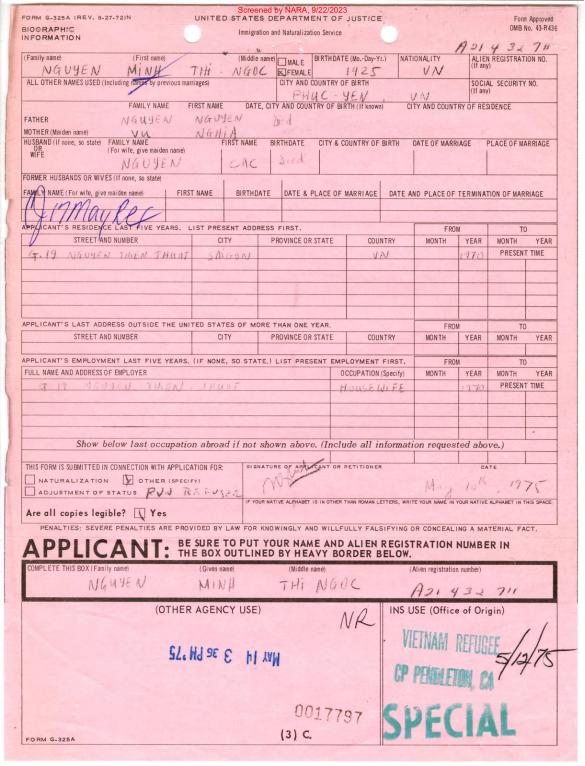 Screened by NARA, 9/22/2023
FORM G-325A (REV. 8-27-72)N
UNITED STATES DEPARTMENT OF JUSTICE
Form Approved
OMB No. 43-R436
BIOGRAPHIC
INFORMATION
Immigration and Naturalization Service
A21 432 711
(Family name) (First name) (Middle name) MALE FEMALE BIRTHDATE (Mo.-Day-Yr.) NATIONALITY ALIEN REGISTRATION NO. (If any)
NGUYEN MINH THI NGOC 1925 VN
ALL OTHER NAMES USED (Including names by previous marriages) CITY AND COUNTRY OF BIRTH SOCIAL SECURITY NO. (If any)
PHUC-YEN, VN
FAMILY NAME FIRST NAME DATE, CITY AND COUNTRY OF BIRTH (If known) CITY AND COUNTRY OF RESIDENCE
FATHER NGUYEN NGUYEN Died
MOTHER (Maiden name) VU NGHIA
HUSBAND (If none, so state) OR WIFE FAMILY NAME (For wife, give maiden name) FIRST NAME BIRTHDATE CITY & COUNTRY OF BIRTH DATE OF MARRIAGE PLACE OF MARRIAGE
NGUYEN CAC Died
FORMER HUSBANDS OR WIVES (If none, so state)
FAMILY NAME (For wife, give maiden name) FIRST NAME BIRTHDATE DATE & PLACE OF MARRIAGE DATE AND PLACE OF TERMINATION OF MARRIAGE
17 May
APPLICANT'S RESIDENCE LAST FIVE YEARS. LIST PRESENT ADDRESS FIRST. FROM TO
STREET AND NUMBER CITY PROVINCE OR STATE COUNTRY MONTH YEAR MONTH YEAR
G.19 NGUYEN THIEN THUAT SAIGON VN 1970 PRESENT TIME
APPLICANT'S LAST ADDRESS OUTSIDE THE UNITED STATES OF MORE THAN ONE YEAR. FROM TO
STREET AND NUMBER CITY PROVINCE OR STATE COUNTRY MONTH YEAR MONTH YEAR
APPLICANT'S EMPLOYMENT LAST FIVE YEARS. (IF NONE, SO STATE.) LIST PRESENT EMPLOYMENT FIRST. FROM TO
FULL NAME AND ADDRESS OF EMPLOYER OCCUPATION (Specify) MONTH YEAR MONTH YEAR
G 19 NGUYEN THIEN THUAT HOUSEWIFE 1970 PRESENT TIME
Show below last occupation abroad if not shown above. (Include all information requested above.)
THIS FORM IS SUBMITTED IN CONNECTION WITH APPLICATION FOR: SIGNATURE OF APPLICANT OR PETITIONER DATE
NATURALIZATION OTHER (SPECIFY)
ADJUSTMENT OF STATUS REFUGEE May 10th, 1975
IF YOUR NATIVE ALPHABET IS IN OTHER THAN ROMAN LETTERS, WRITE YOUR NAME IN YOUR NATIVE ALPHABET IN THIS SPACE.
Are all copies legible? Yes
PENALTIES: SEVERE PENALTIES ARE PROVIDED BY LAW FOR KNOWINGLY AND WILLFULLY FALSIFYING OR CONCEALING A MATERIAL FACT.
APPLICANT: BE SURE TO PUT YOUR NAME AND ALIEN REGISTRATION NUMBER IN
THE BOX OUTLINED BY HEAVY BORDER BELOW.
COMPLETE THIS BOX (Family name) (Given name) (Middle name) (Alien registration number)
NGUYEN MINH THI NGOC A21 432 711
(OTHER AGENCY USE) NR INS USE (Office of Origin)
VIETNAM REFUGEE
5/12/75
MAY 14 3 36 PM '75
CP PENDLETON, CA
0017797
SPECIAL
(3) C.
FORM G-325A